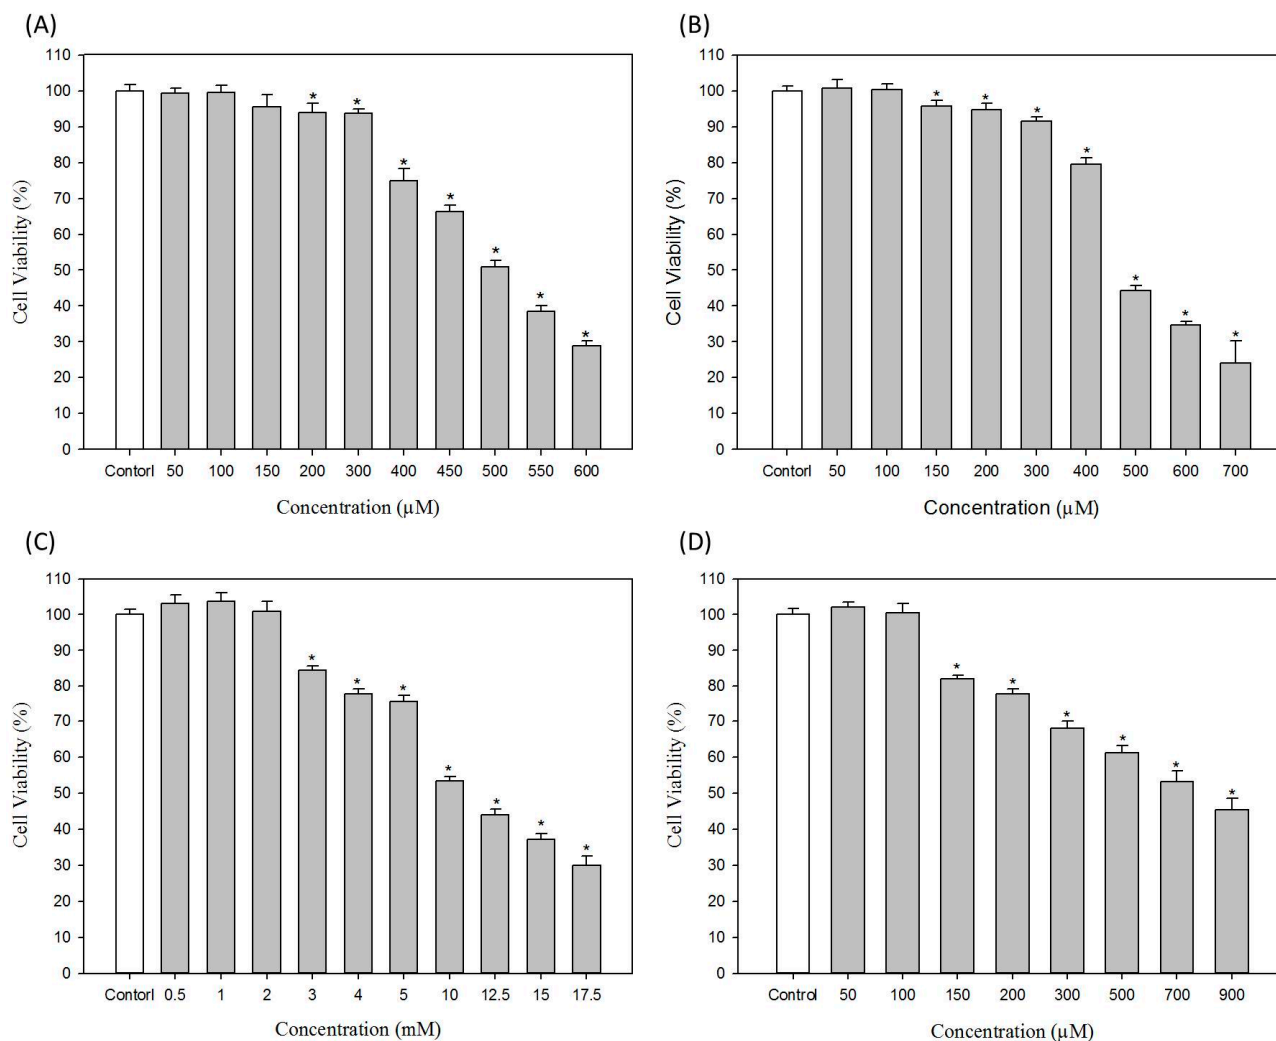 (A)
110
100
90
80
70
60
50
40
30
20
10
0
Cell Viability (%)
* * * * * * * *
Contorl 50 100 150 200 300 400 450 500 550 600
Concentration (µM)
(B)
110
100
90
80
70
60
50
40
30
20
10
0
Cell Viability (%)
* * * * * * *
Contorl 50 100 150 200 300 400 500 600 700
Concentration (µM)
(C)
110
100
90
80
70
60
50
40
30
20
10
0
Cell Viability (%)
* * * * * * *
Contorl 0.5 1 2 3 4 5 10 12.5 15 17.5
Concentration (mM)
(D)
110
100
90
80
70
60
50
40
30
20
10
0
Cell Viability (%)
* * * * * *
Control 50 100 150 200 300 500 700 900
Concentration (µM)